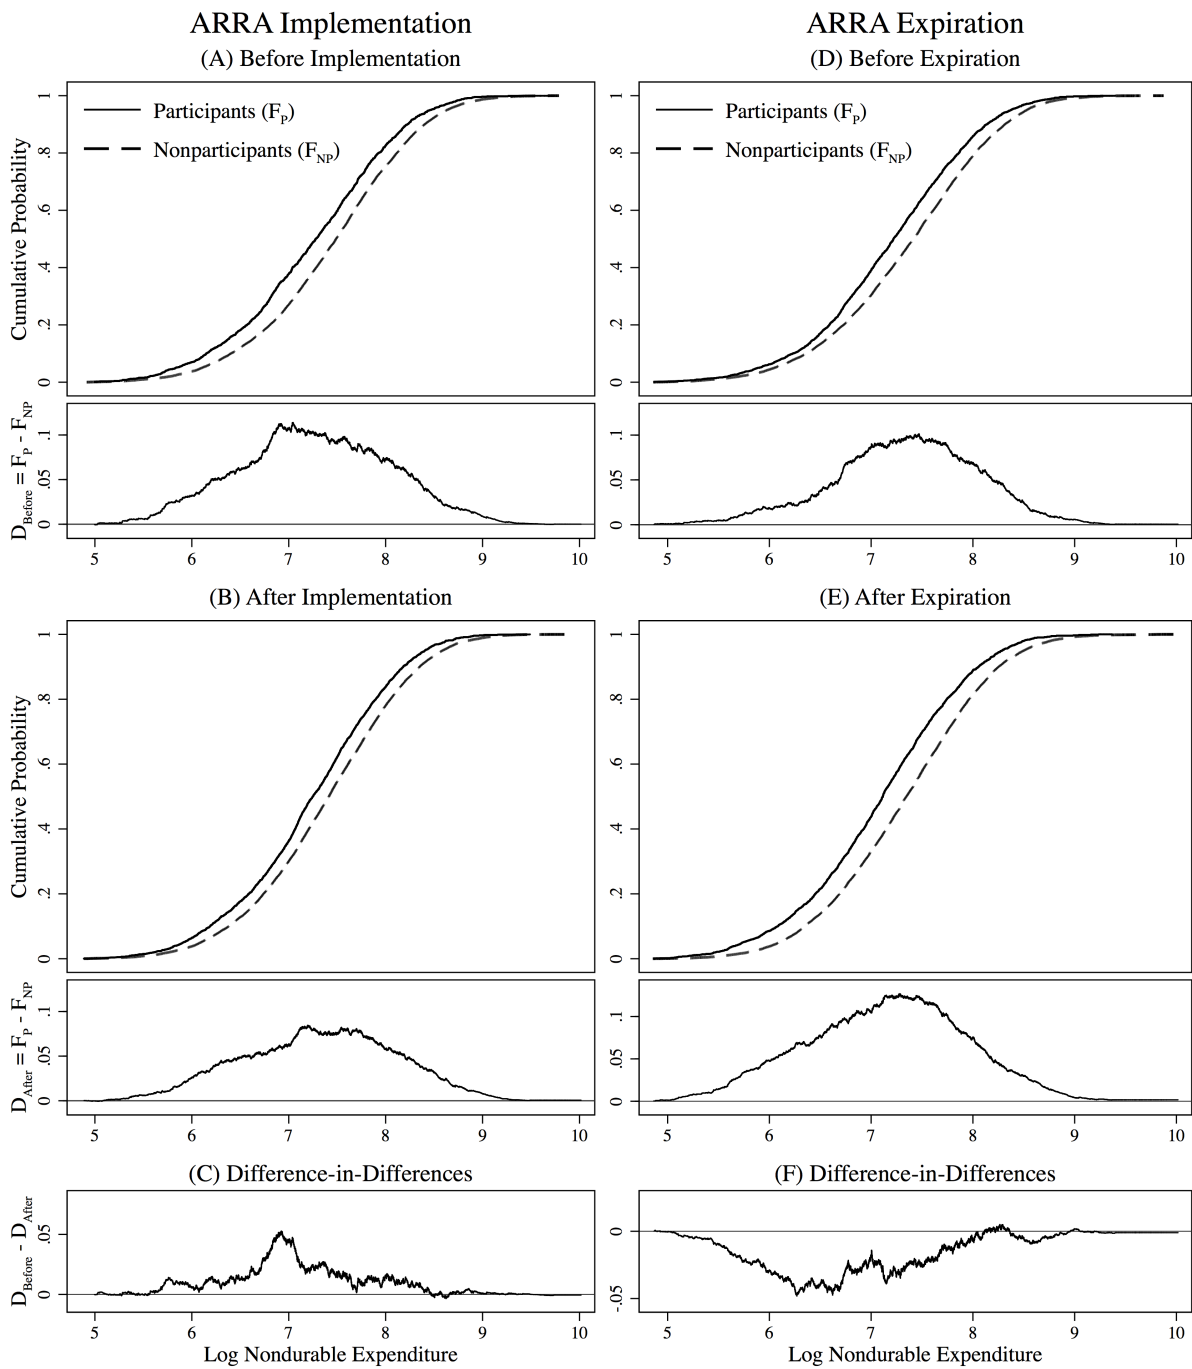 ARRA Implementation
(A) Before Implementation
Cumulative Probability
1
.8
.6
.4
.2
0
Participants (F_P)
Nonparticipants (F_NP)
D_Before = F_P - F_NP
.1
.05
0
5 6 7 8 9 10
(B) After Implementation
Cumulative Probability
1
.8
.6
.4
.2
0
D_After = F_P - F_NP
.1
.05
0
5 6 7 8 9 10
(C) Difference-in-Differences
D_Before - D_After
.05
0
5 6 7 8 9 10
Log Nondurable Expenditure
ARRA Expiration
(D) Before Expiration
1
.8
.6
.4
.2
0
Participants (F_P)
Nonparticipants (F_NP)
.1
.05
0
5 6 7 8 9 10
(E) After Expiration
1
.8
.6
.4
.2
0
.1
.05
0
5 6 7 8 9 10
(F) Difference-in-Differences
0
-.05
5 6 7 8 9 10
Log Nondurable Expenditure